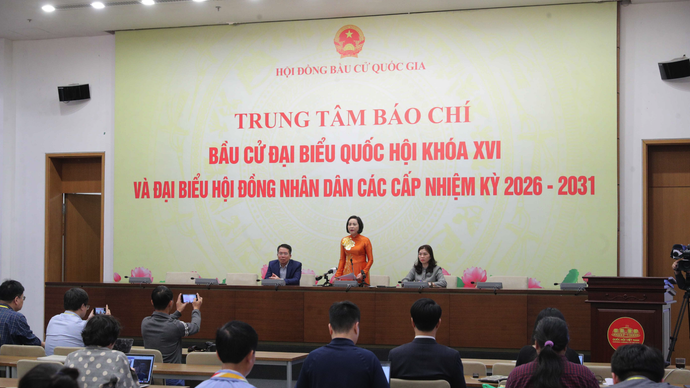 HỘI ĐỒNG BẦU CỬ QUỐC GIA
TRUNG TÂM BÁO CHÍ
BẦU CỬ ĐẠI BIỂU QUỐC HỘI KHÓA XVI
VÀ ĐẠI BIỂU HỘI ĐỒNG NHÂN DÂN CÁC CẤP NHIỆM KỲ 2026 - 2031